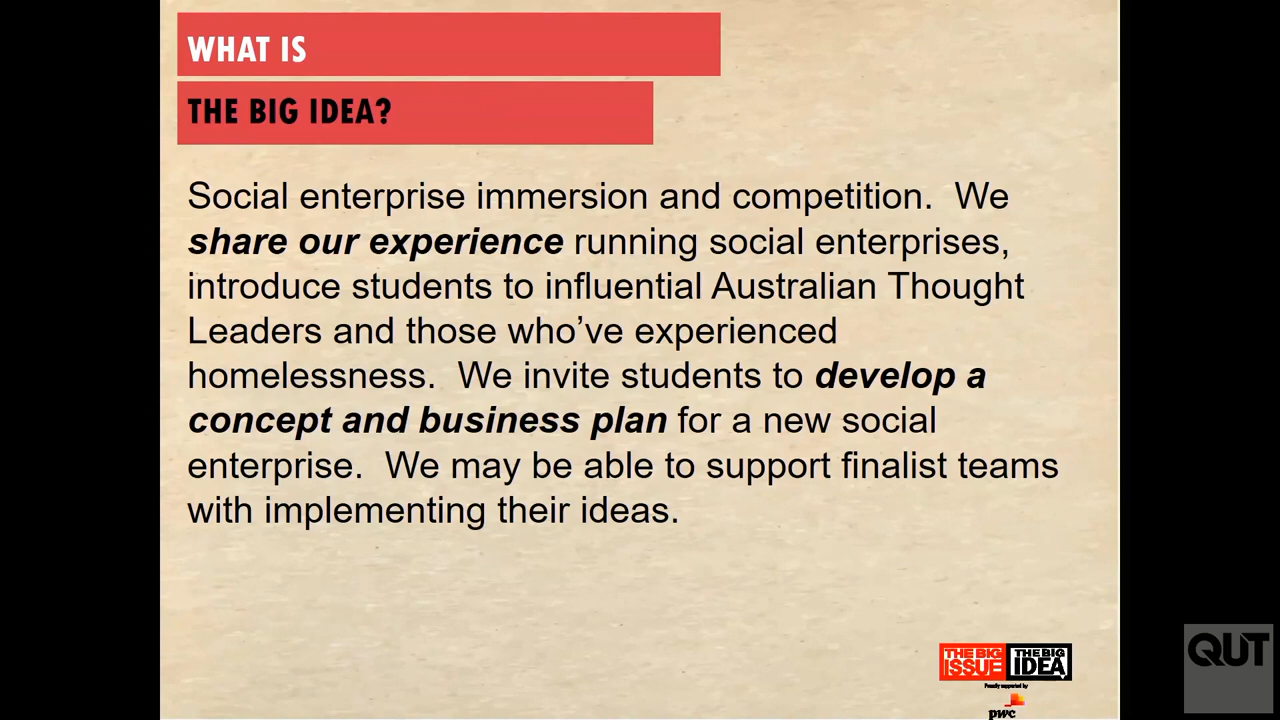 WHAT IS
THE BIG IDEA?
Social enterprise immersion and competition.  We
share our experience running social enterprises,
introduce students to influential Australian Thought
Leaders and those who’ve experienced
homelessness.  We invite students to develop a
concept and business plan for a new social
enterprise.  We may be able to support finalist teams
with implementing their ideas.
THE BIG ISSUE
THE BIG IDEA
Proudly supported by
pwc
QUT